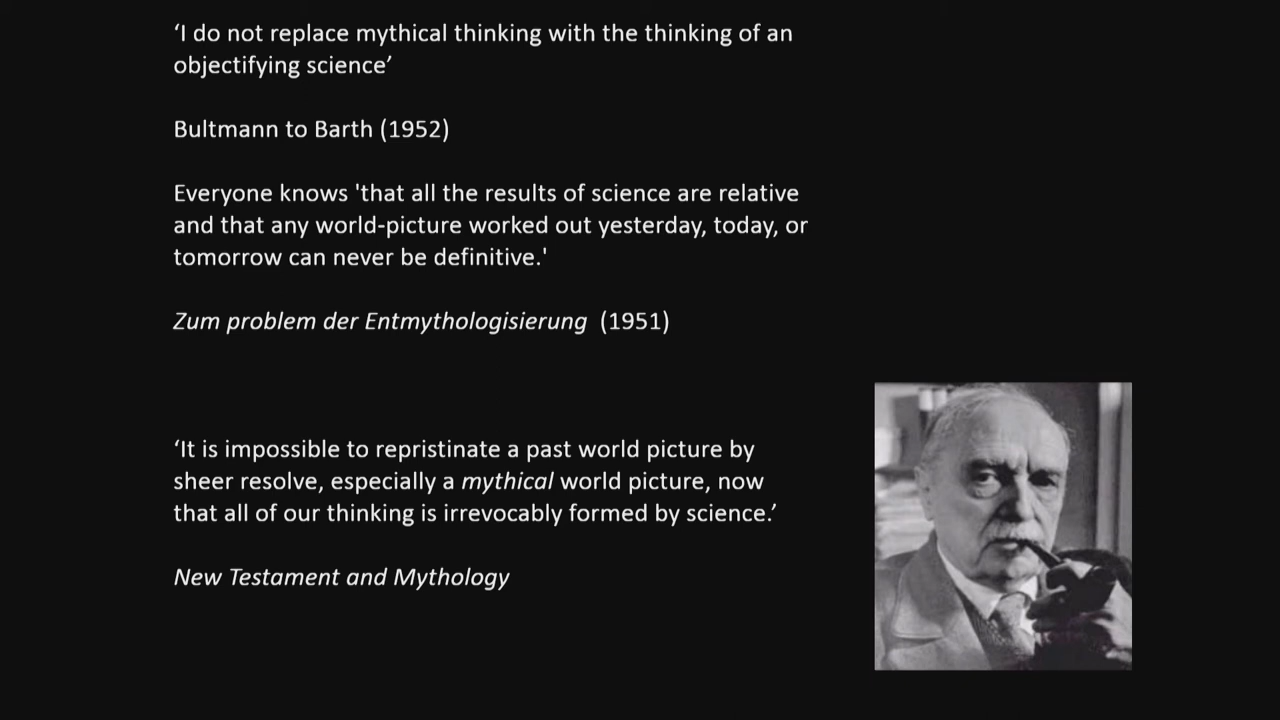 ‘I do not replace mythical thinking with the thinking of an
objectifying science’
Bultmann to Barth (1952)
Everyone knows 'that all the results of science are relative
and that any world-picture worked out yesterday, today, or
tomorrow can never be definitive.'
Zum problem der Entmythologisierung (1951)
‘It is impossible to repristinate a past world picture by
sheer resolve, especially a mythical world picture, now
that all of our thinking is irrevocably formed by science.’
New Testament and Mythology